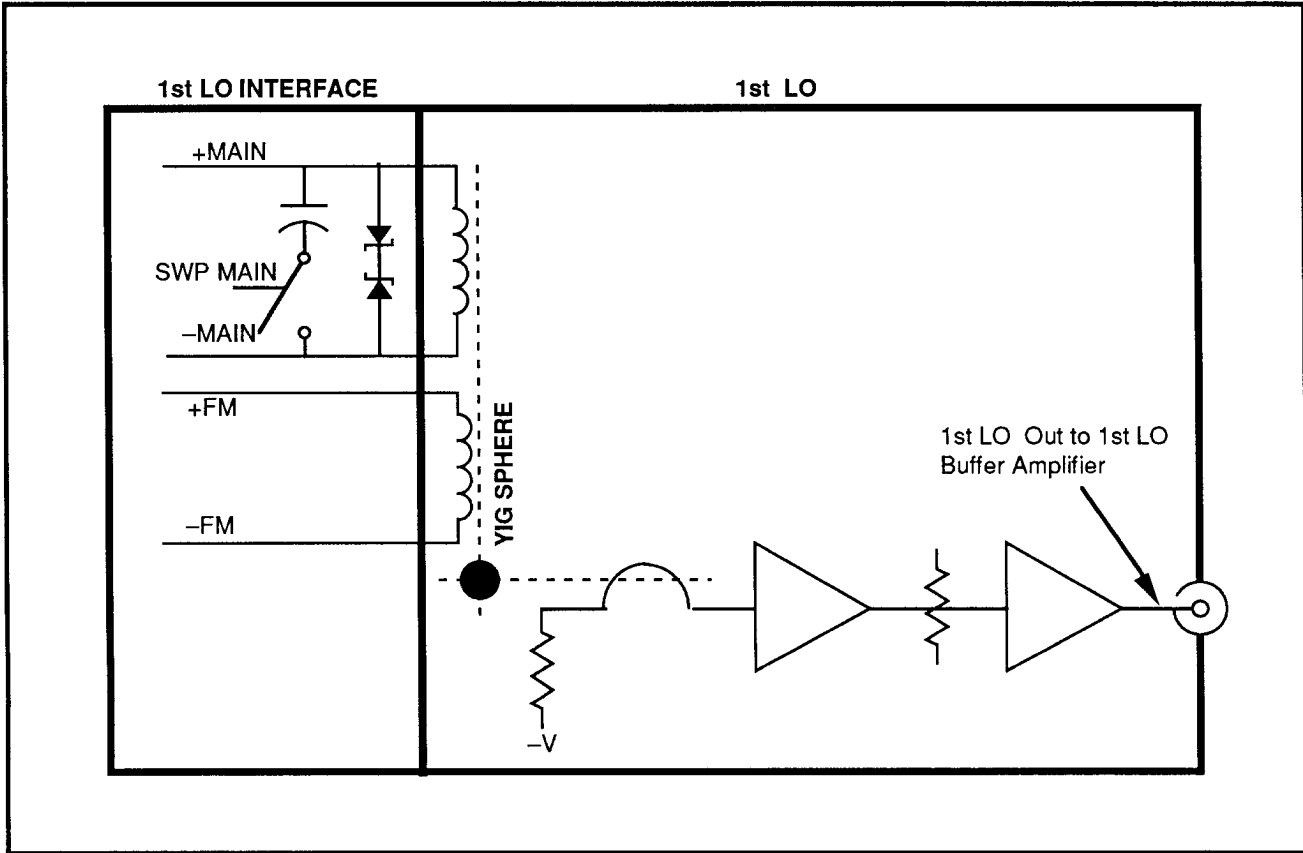 1st LO INTERFACE
1st LO
+MAIN
SWP MAIN
–MAIN
+FM
–FM
YIG SPHERE
1st LO Out to 1st LO
Buffer Amplifier
–V